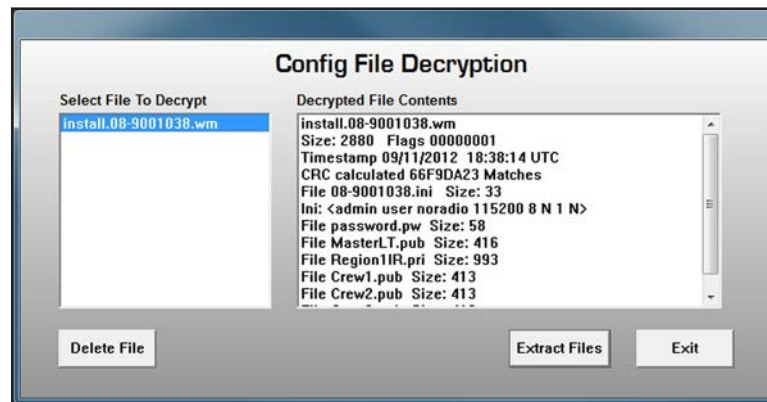 Config File Decryption
Select File To Decrypt
install.08-9001038.wm
Decrypted File Contents
install.08-9001038.wm
Size: 2880 Flags 00000001
Timestamp 09/11/2012 18:38:14 UTC
CRC calculated 66F9DA23 Matches
File 08-9001038.ini Size: 33
Ini: <admin user noradio 115200 8 N 1 N>
File password.pw Size: 58
File MasterLT.pub Size: 416
File Region1IR.pri Size: 993
File Crew1.pub Size: 413
File Crew2.pub Size: 413
Delete File
Extract Files
Exit